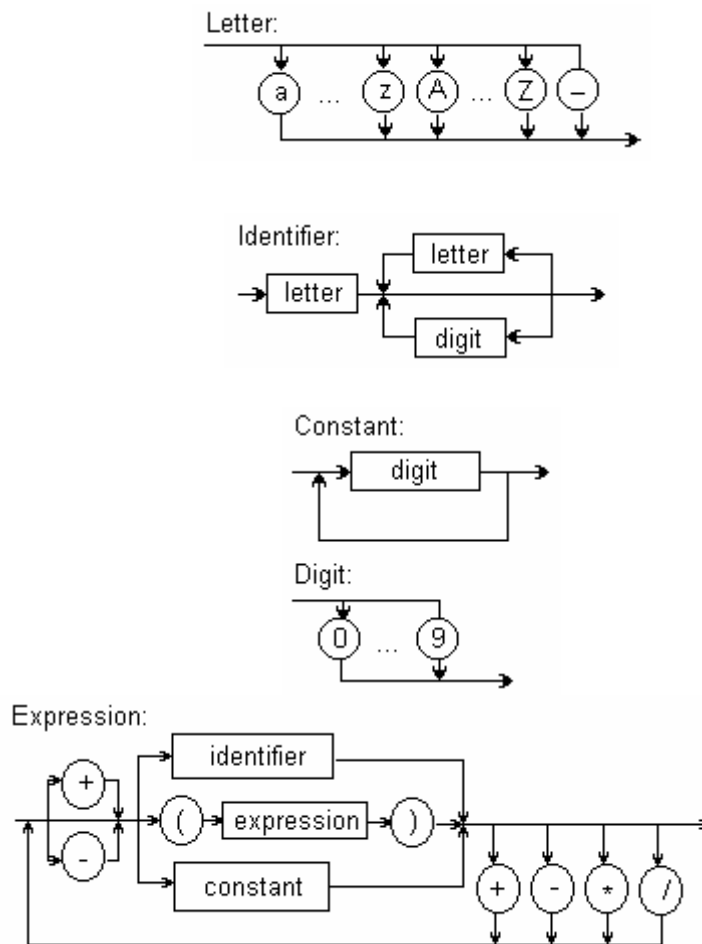 Letter:
a ... z A ... Z _
Identifier:
letter
letter
digit
Constant:
digit
Digit:
0 ... 9
Expression:
identifier
+
( expression )
-
constant
+ - * /